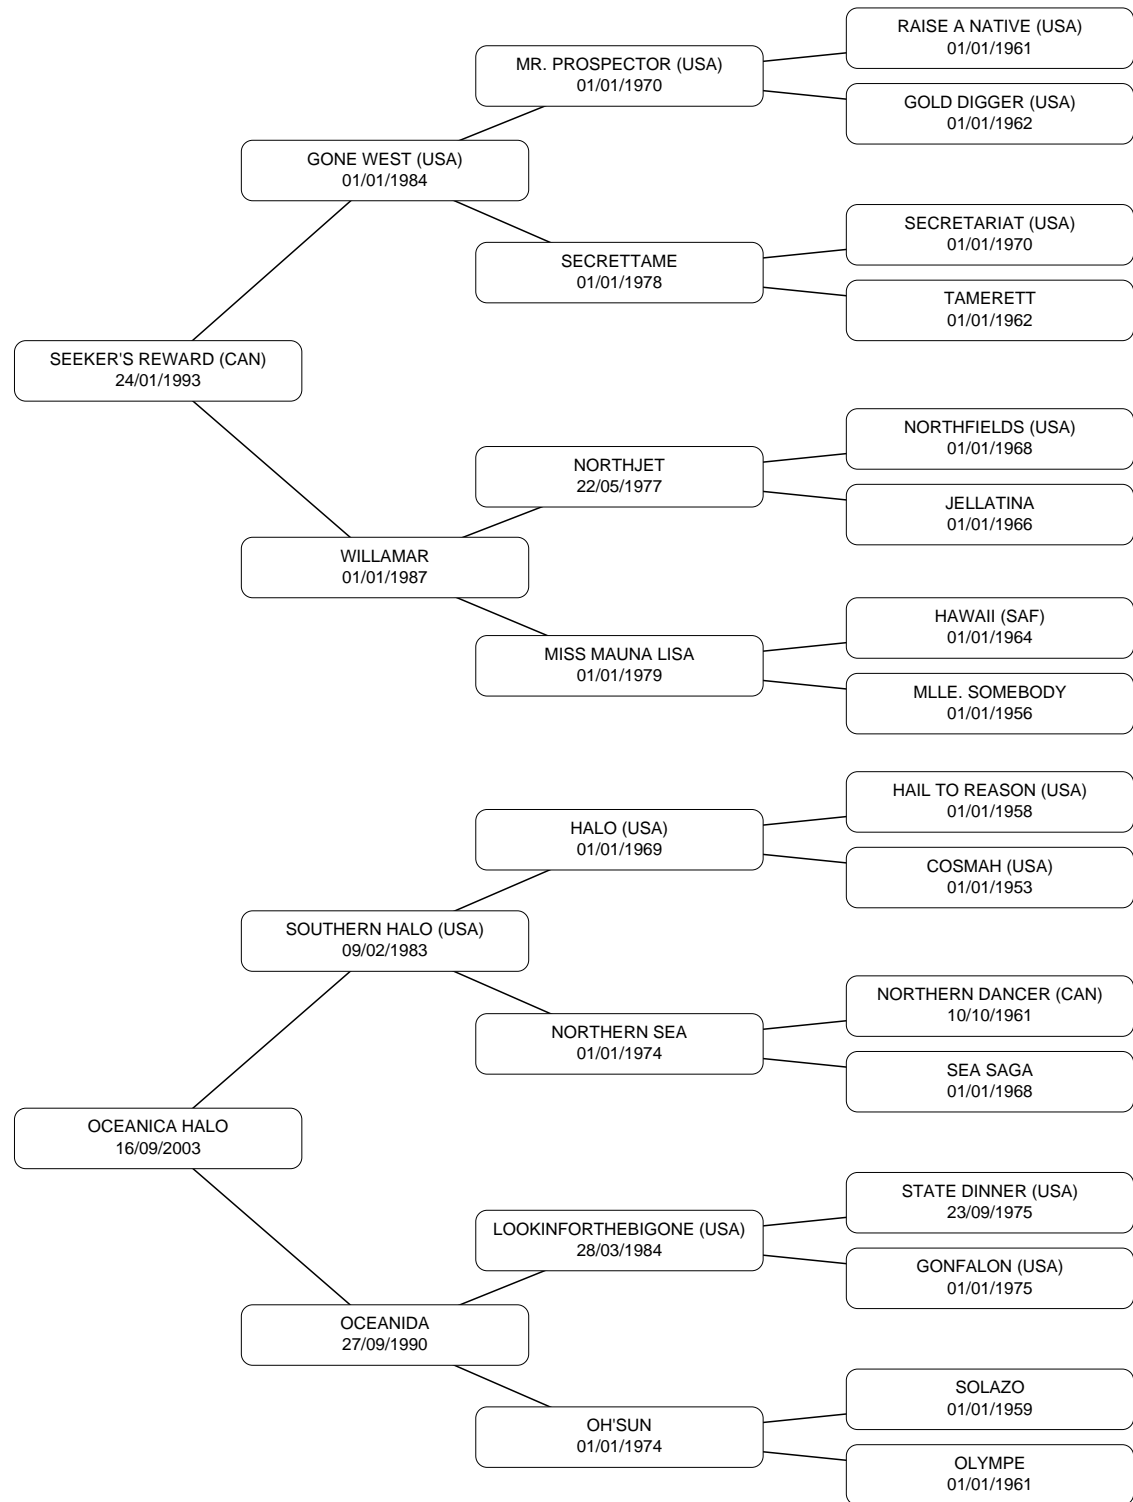 RAISE A NATIVE (USA)
01/01/1961
MR. PROSPECTOR (USA)
01/01/1970
GOLD DIGGER (USA)
01/01/1962
GONE WEST (USA)
01/01/1984
SECRETARIAT (USA)
01/01/1970
SECRETTAME
01/01/1978
TAMERETT
01/01/1962
SEEKER'S REWARD (CAN)
24/01/1993
NORTHFIELDS (USA)
01/01/1968
NORTHJET
22/05/1977
JELLATINA
01/01/1966
WILLAMAR
01/01/1987
HAWAII (SAF)
01/01/1964
MISS MAUNA LISA
01/01/1979
MLLE. SOMEBODY
01/01/1956
HAIL TO REASON (USA)
01/01/1958
HALO (USA)
01/01/1969
COSMAH (USA)
01/01/1953
SOUTHERN HALO (USA)
09/02/1983
NORTHERN DANCER (CAN)
10/10/1961
NORTHERN SEA
01/01/1974
SEA SAGA
01/01/1968
OCEANICA HALO
16/09/2003
STATE DINNER (USA)
23/09/1975
LOOKINFORTHEBIGONE (USA)
28/03/1984
GONFALON (USA)
01/01/1975
OCEANIDA
27/09/1990
SOLAZO
01/01/1959
OH'SUN
01/01/1974
OLYMPE
01/01/1961